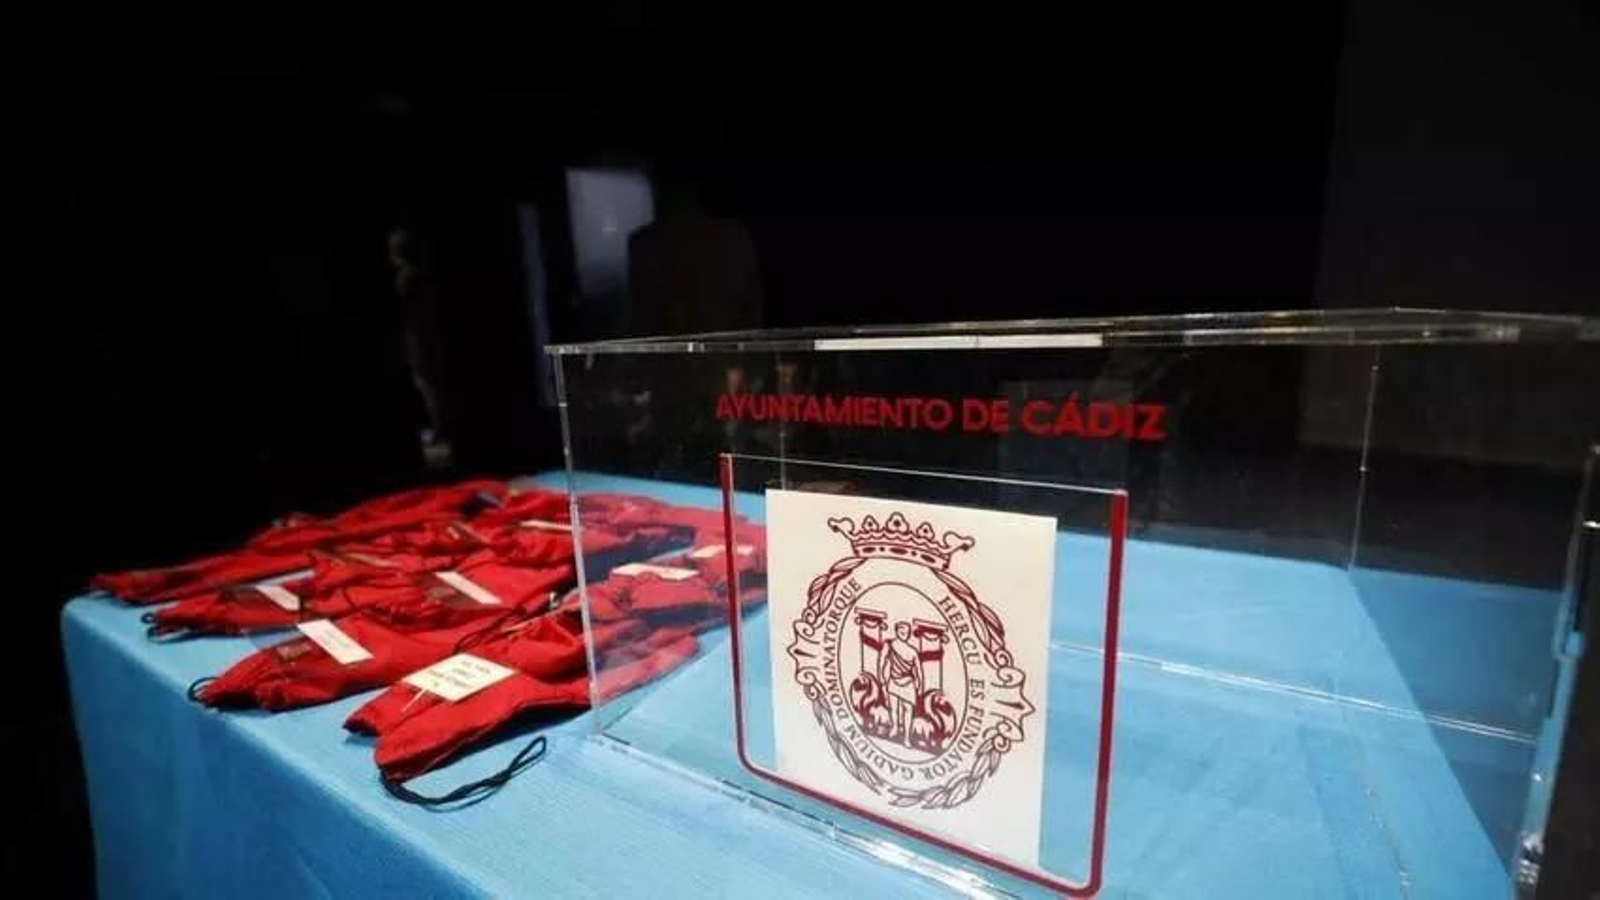 AYUNTAMIENTO DE CÁDIZ
HERCU ES FUNDATOR GADIUM DOMINATORQUE